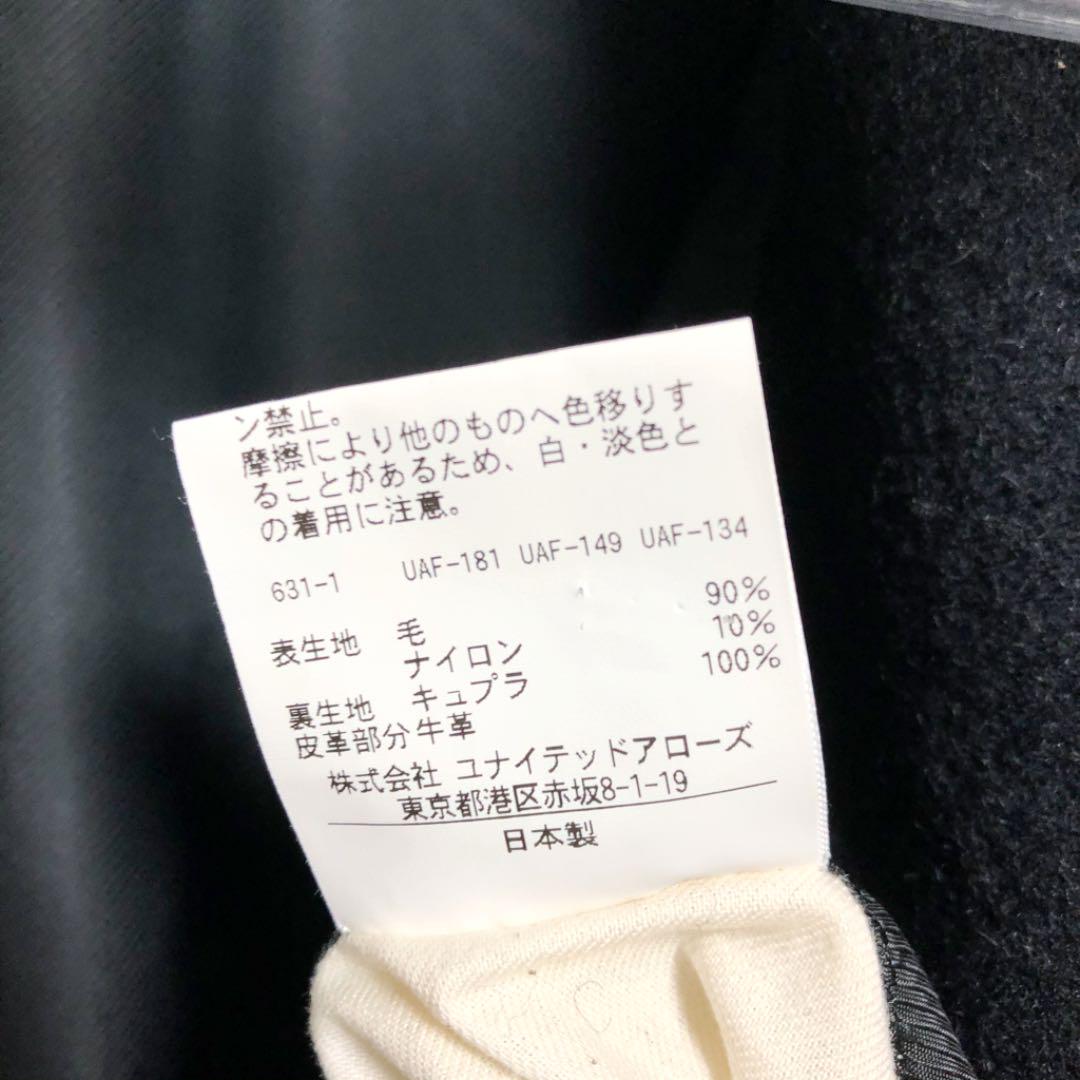 ン禁止。
摩擦により他のものへ色移りす
ることがあるため、白・淡色と
の着用に注意。
631-1 UAF-181 UAF-149 UAF-134
表生地 毛 90%
ナイロン 10%
裏生地 キュプラ 100%
皮革部分 牛革
株式会社 ユナイテッドアローズ
東京都港区赤坂8-1-19
日本製